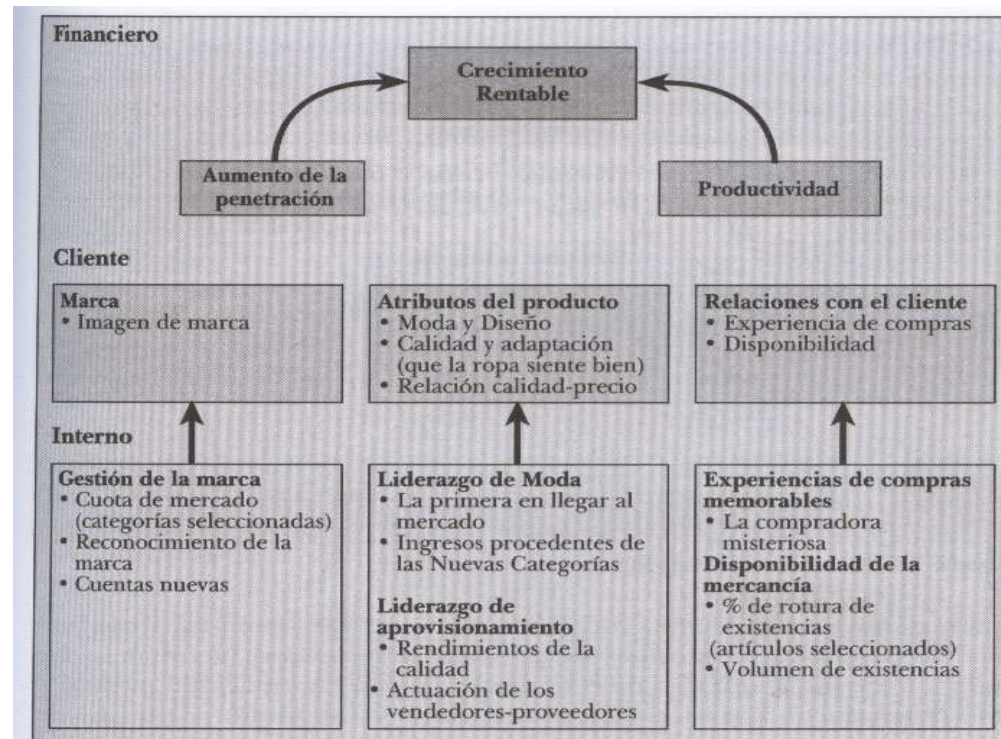 Financiero
Crecimiento
Rentable
Aumento de la
penetración
Productividad
Cliente
Marca
• Imagen de marca
Atributos del producto
• Moda y Diseño
• Calidad y adaptación
(que la ropa siente bien)
• Relación calidad-precio
Relaciones con el cliente
• Experiencia de compras
• Disponibilidad
Interno
Gestión de la marca
• Cuota de mercado
(categorías seleccionadas)
• Reconocimiento de la
marca
• Cuentas nuevas
Liderazgo de Moda
• La primera en llegar al
mercado
• Ingresos procedentes de
las Nuevas Categorías
Liderazgo de
aprovisionamiento
• Rendimientos de la
calidad
• Actuación de los
vendedores-proveedores
Experiencias de compras
memorables
• La compradora
misteriosa
Disponibilidad de la
mercancía
• % de rotura de
existencias
(artículos seleccionados)
• Volumen de existencias